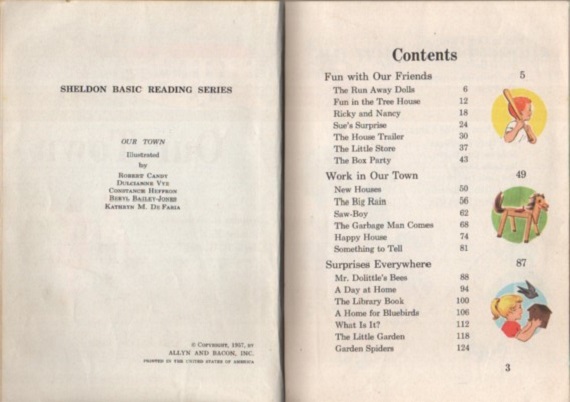 SHELDON BASIC READING SERIES
OUR TOWN
Illustrated
by
ROBERT CANDY
DULCIANNE VYE
CONSTANCE HEFFRON
BERYL BAILEY-JONES
KATHRYN M. DE FARIA
© COPYRIGHT, 1957, BY
ALLYN AND BACON, INC.
PRINTED IN THE UNITED STATES OF AMERICA
Contents
Fun with Our Friends 5
The Run Away Dolls 6
Fun in the Tree House 12
Ricky and Nancy 18
Sue's Surprise 24
The House Trailer 30
The Little Store 37
The Box Party 43
Work in Our Town 49
New Houses 50
The Big Rain 56
Saw-Boy 62
The Garbage Man Comes 68
Happy House 74
Something to Tell 81
Surprises Everywhere 87
Mr. Dolittle's Bees 88
A Day at Home 94
The Library Book 100
A Home for Bluebirds 106
What Is It? 112
The Little Garden 118
Garden Spiders 124
3